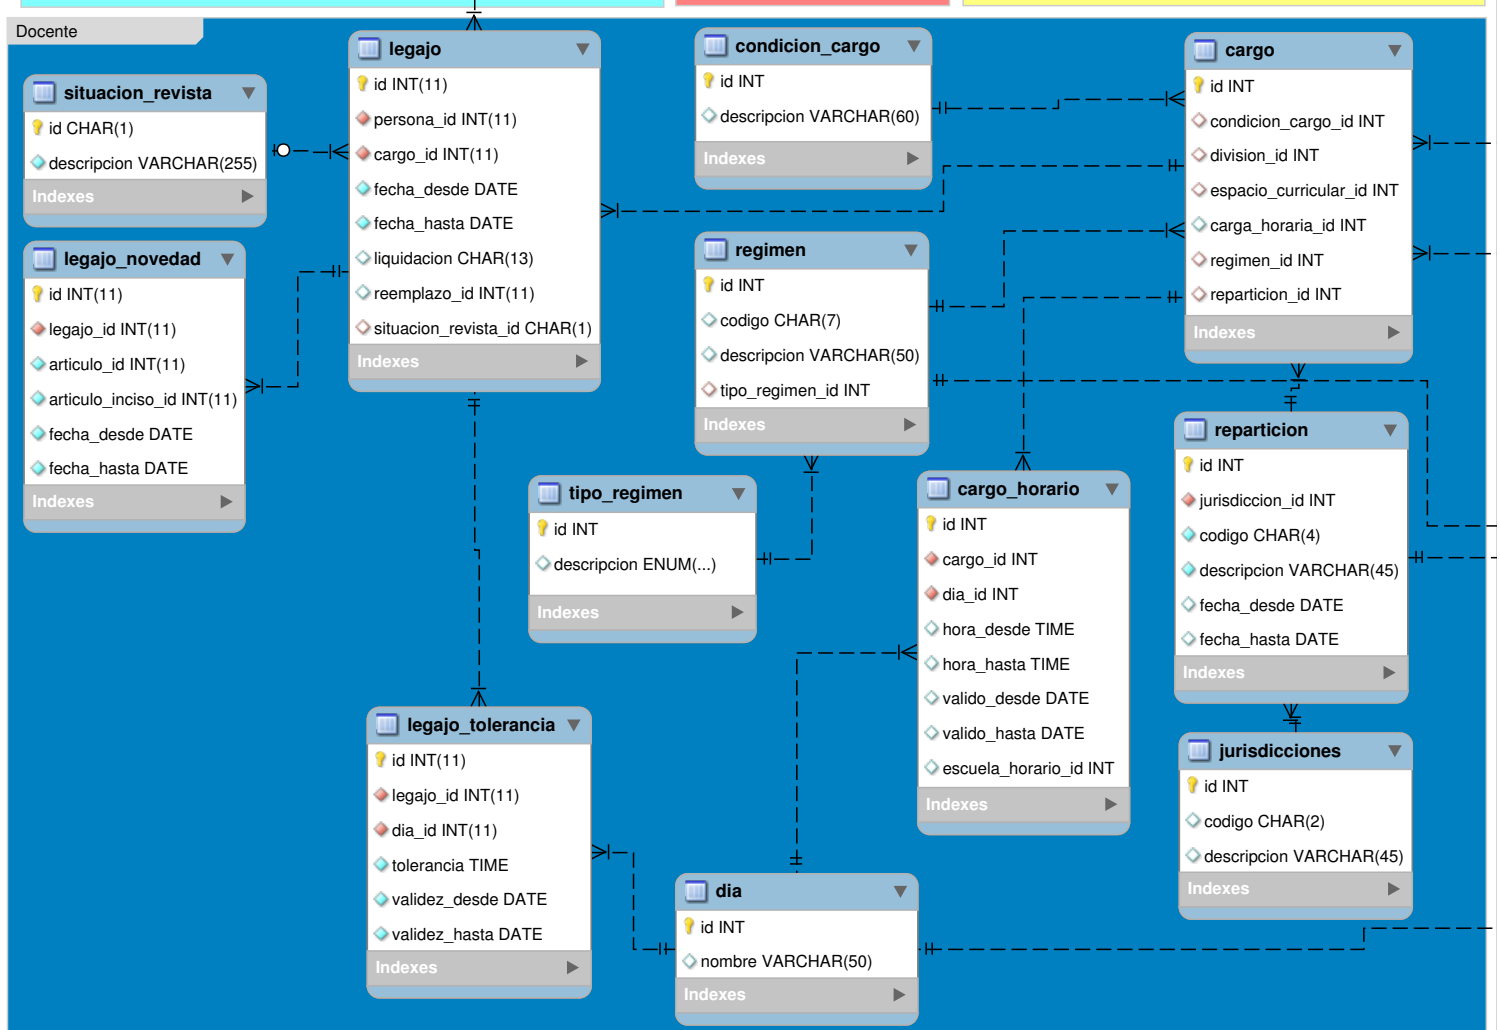 Docente
situacion_revista
id CHAR(1)
descripcion VARCHAR(255)
Indexes
legajo_novedad
id INT(11)
legajo_id INT(11)
articulo_id INT(11)
articulo_inciso_id INT(11)
fecha_desde DATE
fecha_hasta DATE
Indexes
legajo
id INT(11)
persona_id INT(11)
cargo_id INT(11)
fecha_desde DATE
fecha_hasta DATE
liquidacion CHAR(13)
reemplazo_id INT(11)
situacion_revista_id CHAR(1)
Indexes
condicion_cargo
id INT
descripcion VARCHAR(60)
Indexes
regimen
id INT
codigo CHAR(7)
descripcion VARCHAR(50)
tipo_regimen_id INT
Indexes
cargo
id INT
condicion_cargo_id INT
division_id INT
espacio_curricular_id INT
carga_horaria_id INT
regimen_id INT
reparticion_id INT
Indexes
tipo_regimen
id INT
descripcion ENUM(...)
Indexes
cargo_horario
id INT
cargo_id INT
dia_id INT
hora_desde TIME
hora_hasta TIME
valido_desde DATE
valido_hasta DATE
escuela_horario_id INT
Indexes
reparticion
id INT
jurisdiccion_id INT
codigo CHAR(4)
descripcion VARCHAR(45)
fecha_desde DATE
fecha_hasta DATE
Indexes
legajo_tolerancia
id INT(11)
legajo_id INT(11)
dia_id INT(11)
tolerancia TIME
validez_desde DATE
validez_hasta DATE
Indexes
dia
id INT
nombre VARCHAR(50)
Indexes
jurisdicciones
id INT
codigo CHAR(2)
descripcion VARCHAR(45)
Indexes